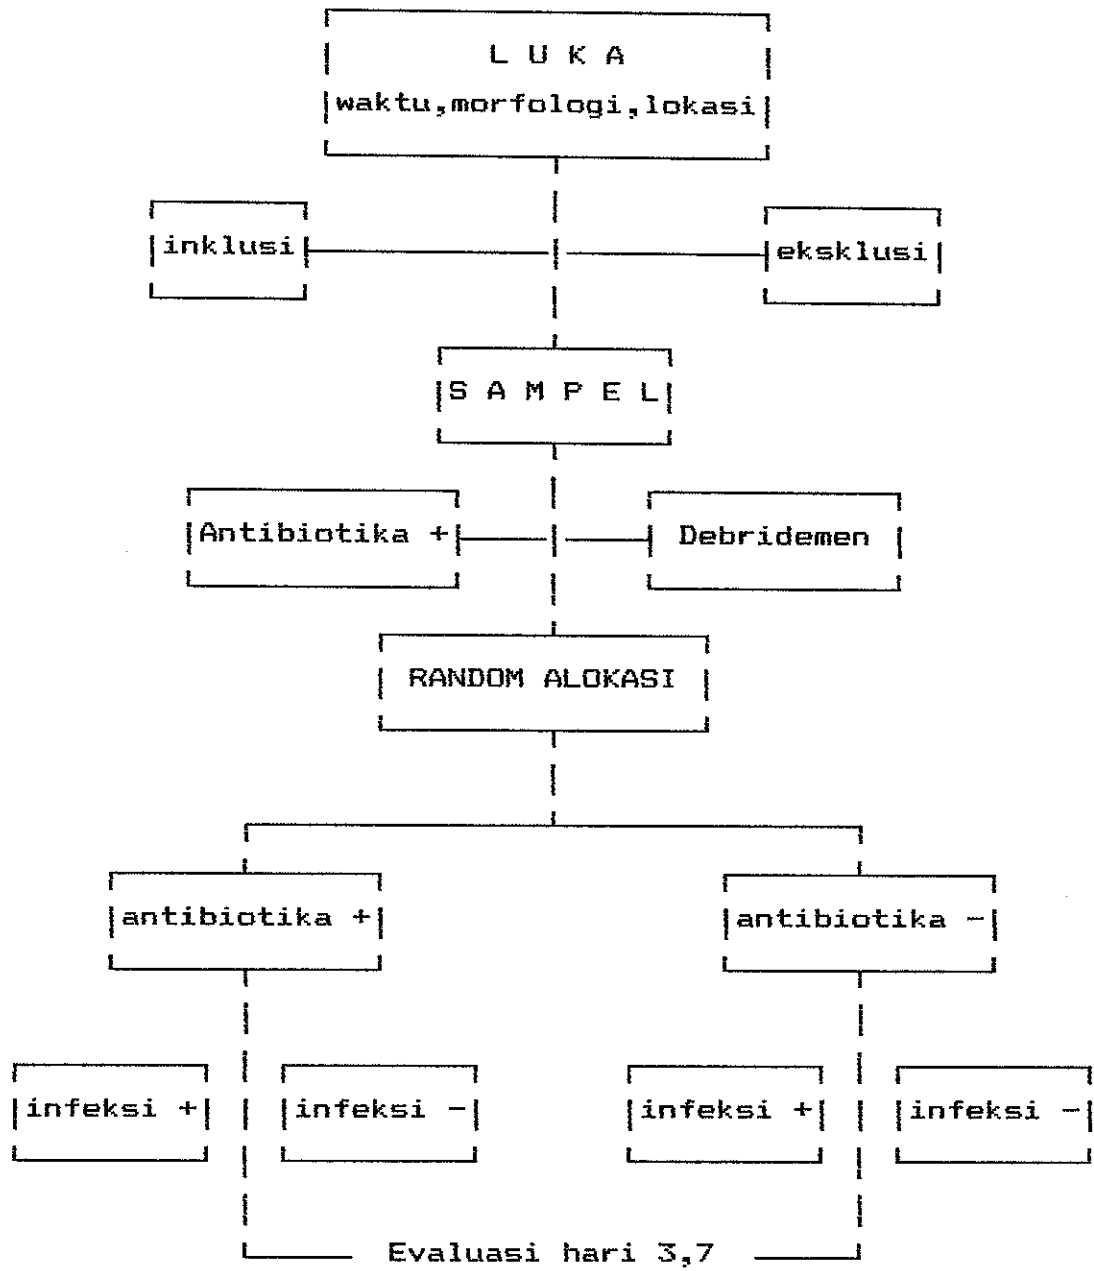 L U K A
waktu,morfologi,lokasi
inklusi
eksklusi
S A M P E L
Antibiotika +
Debridemen
RANDOM ALOKASI
antibiotika +
antibiotika -
infeksi +
infeksi -
infeksi +
infeksi -
Evaluasi hari 3,7